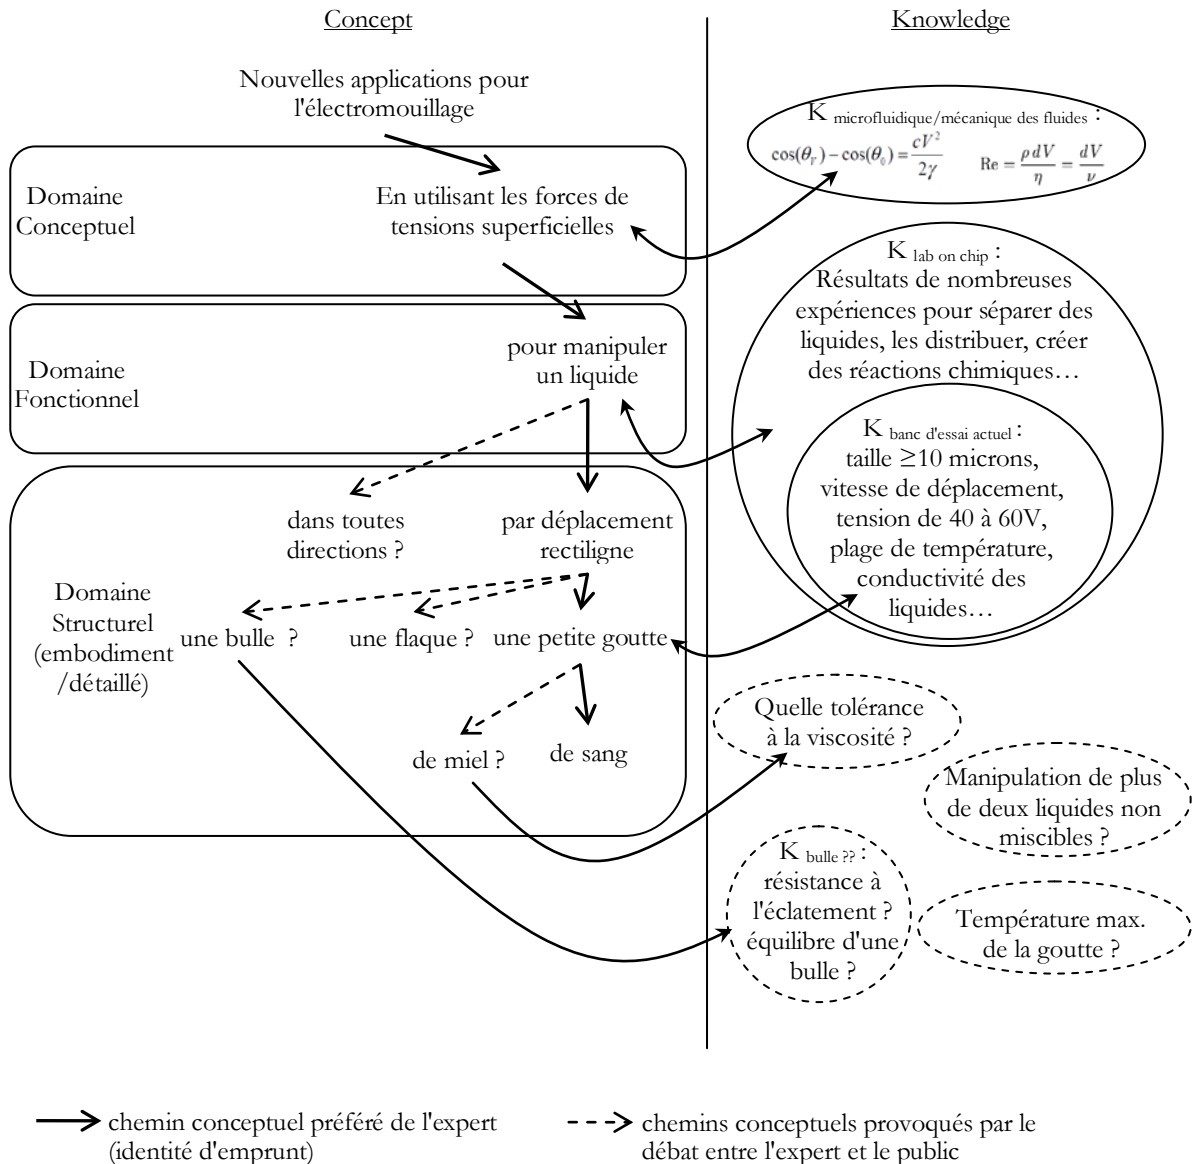 Concept
Knowledge
Nouvelles applications pour
l'électromouillage
Domaine
Conceptuel
En utilisant les forces de
tensions superficielles
Domaine
Fonctionnel
pour manipuler
un liquide
Domaine
Structurel
(embodiment
/détaillé)
dans toutes
directions ?
par déplacement
rectiligne
une bulle ?
une flaque ?
une petite goutte
de miel ?
de sang
K microfluidique/mécanique des fluides :
cos(θ_V) − cos(θ_0) = cV² / 2γ
Re = ρdV / η = dV / ν
K lab on chip :
Résultats de nombreuses
expériences pour séparer des
liquides, les distribuer, créer
des réactions chimiques…
K banc d'essai actuel :
taille ≥10 microns,
vitesse de déplacement,
tension de 40 à 60V,
plage de température,
conductivité des
liquides…
Quelle tolérance
à la viscosité ?
Manipulation de plus
de deux liquides non
miscibles ?
K bulle ?? :
résistance à
l'éclatement ?
équilibre d'une
bulle ?
Température max.
de la goutte ?
chemin conceptuel préféré de l'expert
(identité d'emprunt)
chemins conceptuels provoqués par le
débat entre l'expert et le public